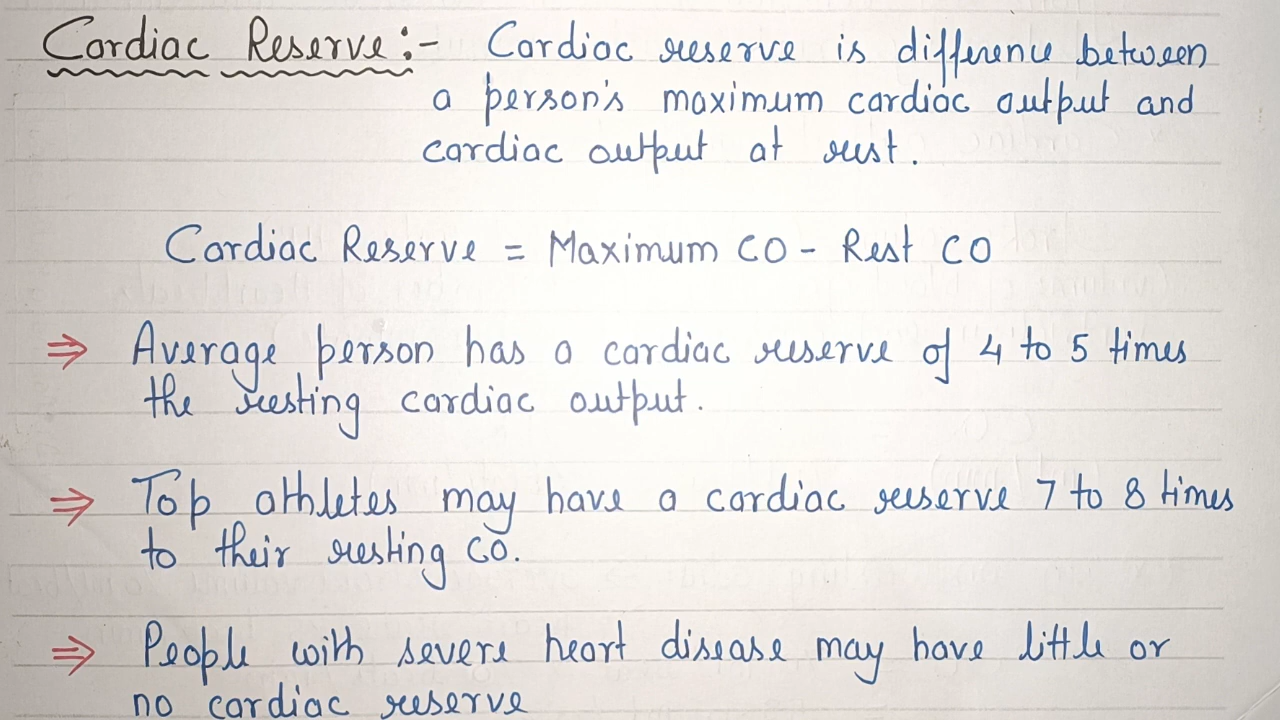 Cardiac Reserve:- Cardiac reserve is difference between
a person's maximum cardiac output and
cardiac output at rest.
Cardiac Reserve = Maximum CO - Rest CO
⇒ Average person has a cardiac reserve of 4 to 5 times
the resting cardiac output.
⇒ Top athletes may have a cardiac reserve 7 to 8 times
to their resting CO.
⇒ People with severe heart disease may have little or
no cardiac reserve